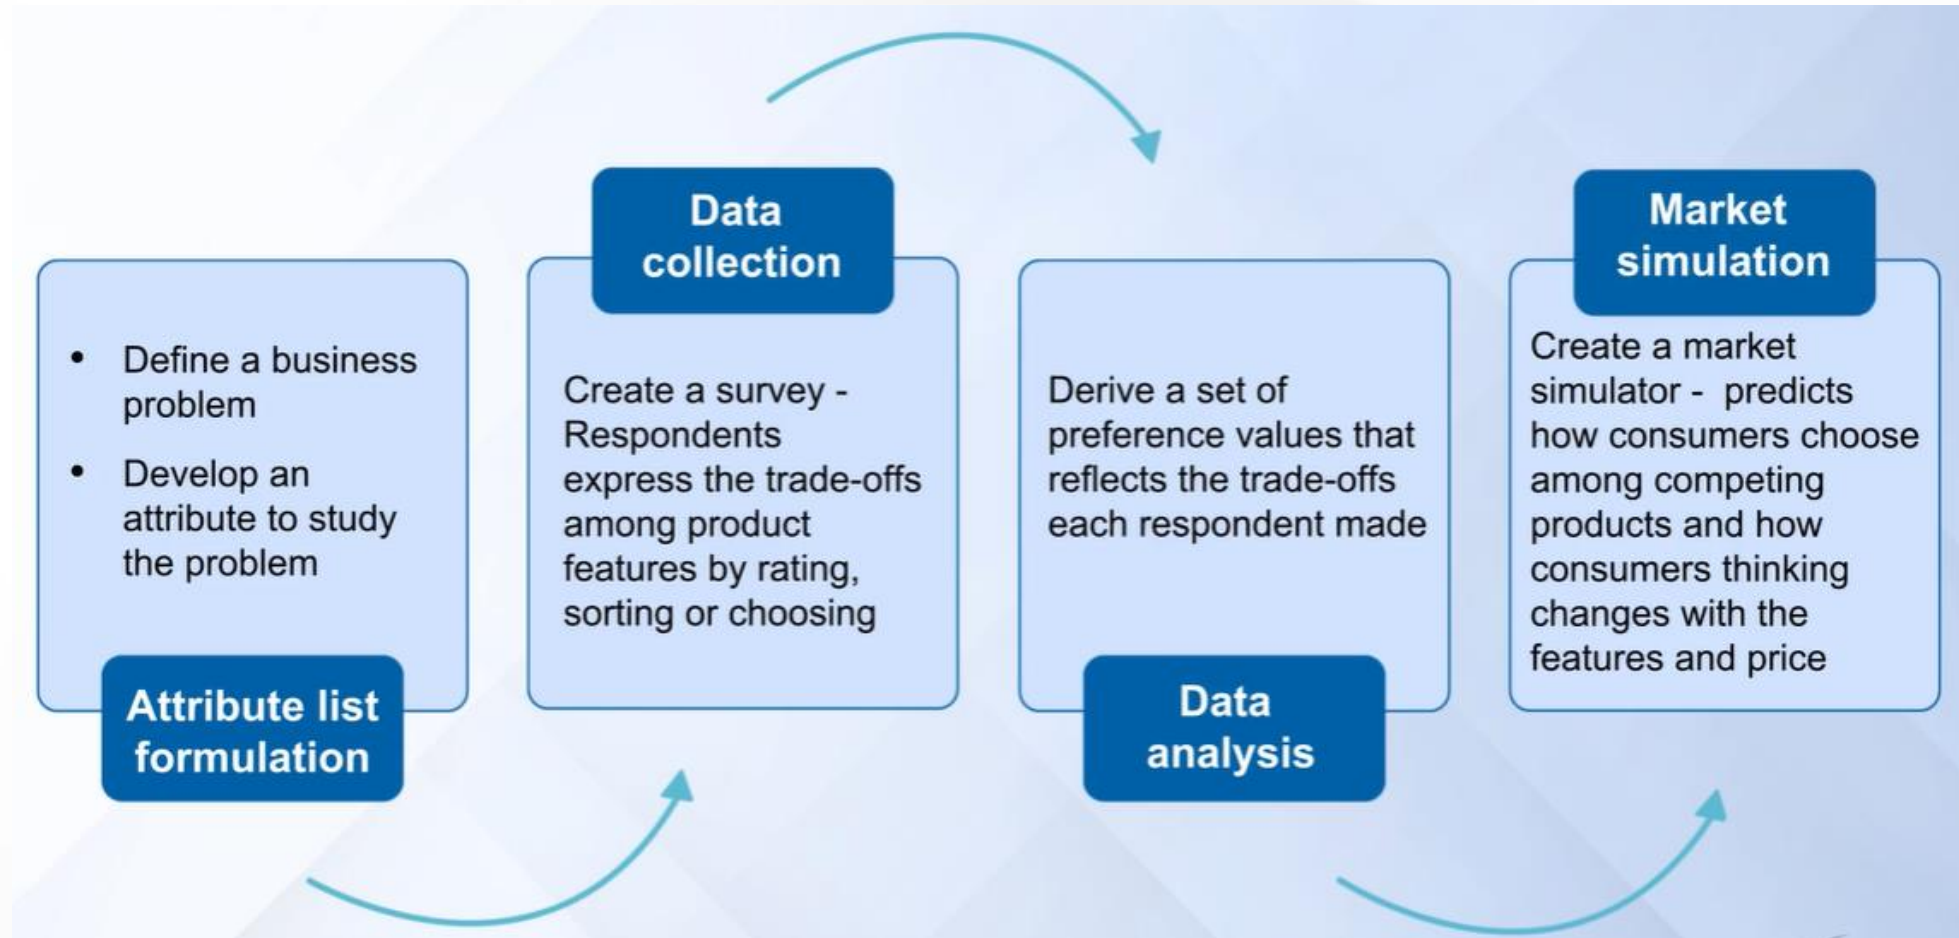 • Define a business
problem
• Develop an
attribute to study
the problem
Attribute list
formulation
Data
collection
Create a survey -
Respondents
express the trade-offs
among product
features by rating,
sorting or choosing
Derive a set of
preference values that
reflects the trade-offs
each respondent made
Data
analysis
Market
simulation
Create a market
simulator -  predicts
how consumers choose
among competing
products and how
consumers thinking
changes with the
features and price